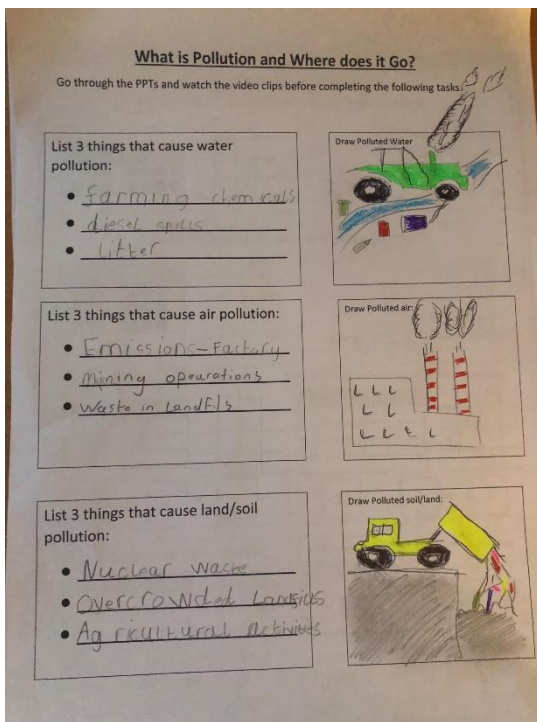 What is Pollution and Where does it Go?
Go through the PPTs and watch the video clips before completing the following tasks.
List 3 things that cause water
pollution:
farming chemicals
diesel spills
litter
Draw Polluted Water
List 3 things that cause air pollution:
Emissions-Factory
Mining opeurations
Waste in Landfils
Draw Polluted air:
List 3 things that cause land/soil
pollution:
Nuclear Waste
Overcrowded
Agricultural Activities
Draw Polluted soil/land: